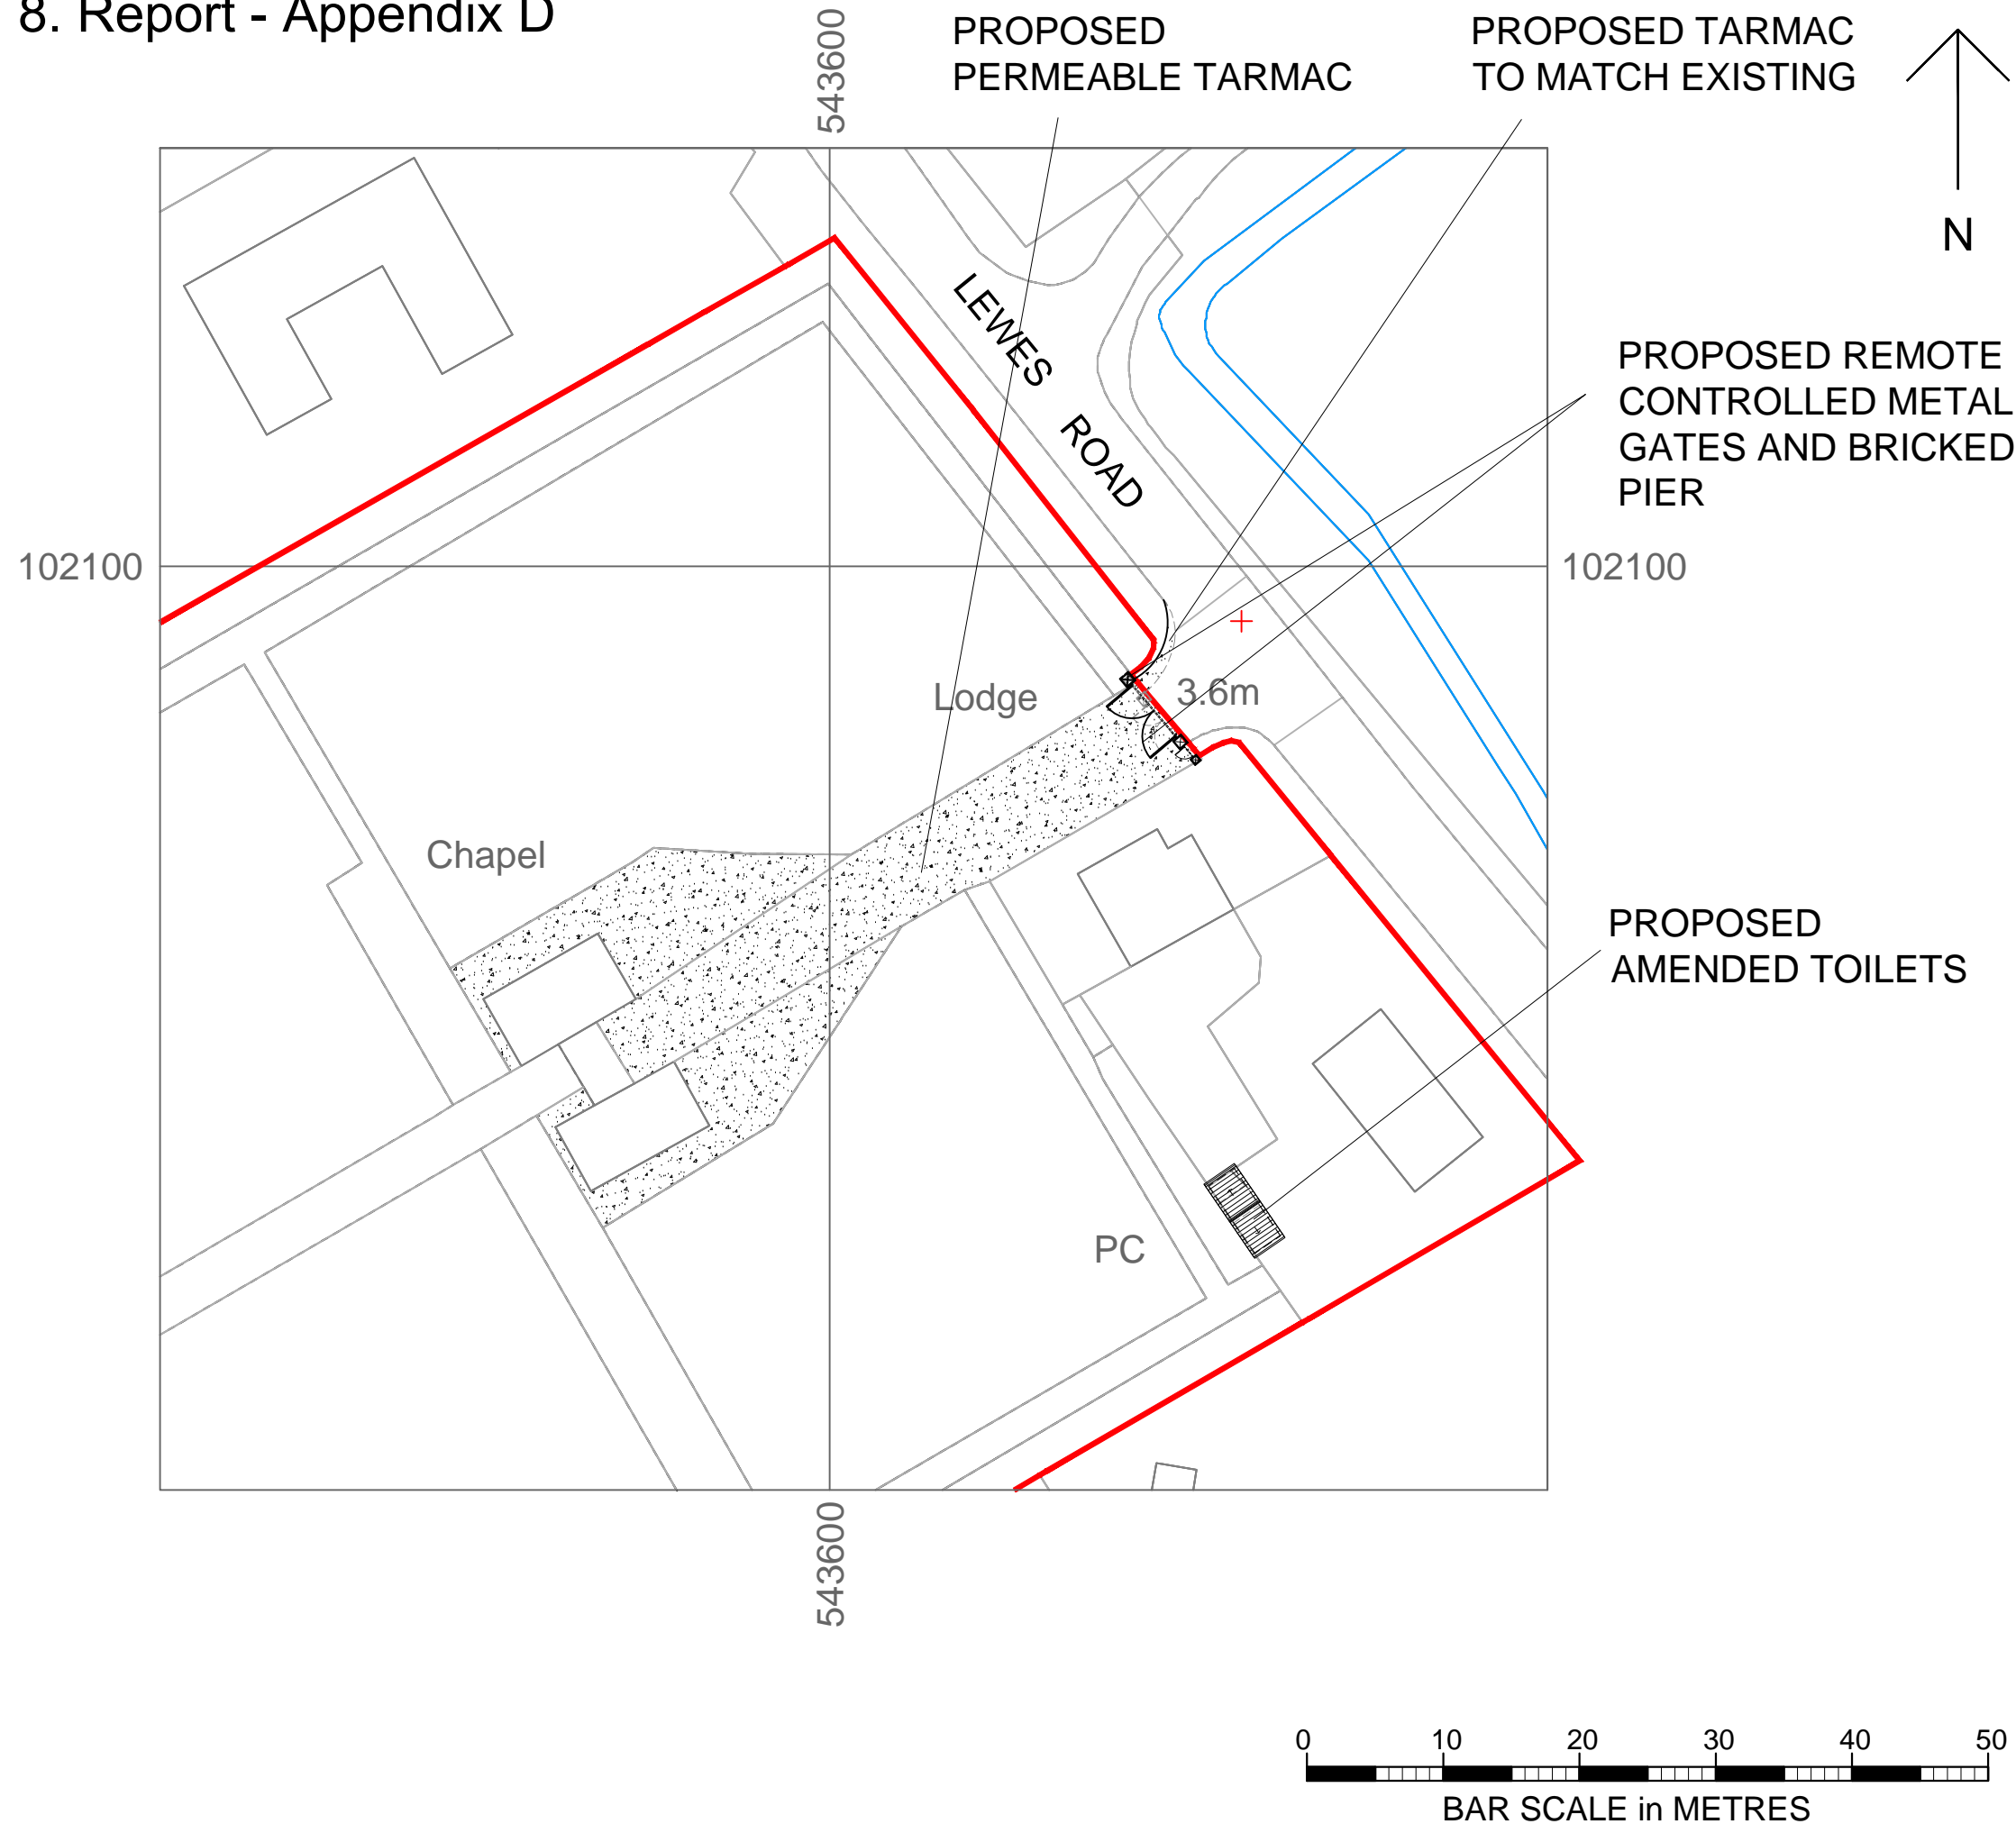 8. Report - Appendix D
543600
PROPOSED
PERMEABLE TARMAC
PROPOSED TARMAC
TO MATCH EXISTING
N
LEWES ROAD
PROPOSED REMOTE
CONTROLLED METAL
GATES AND BRICKED
PIER
102100
102100
Lodge
3.6m
Chapel
PROPOSED
AMENDED TOILETS
PC
543600
0 10 20 30 40 50
BAR SCALE in METRES